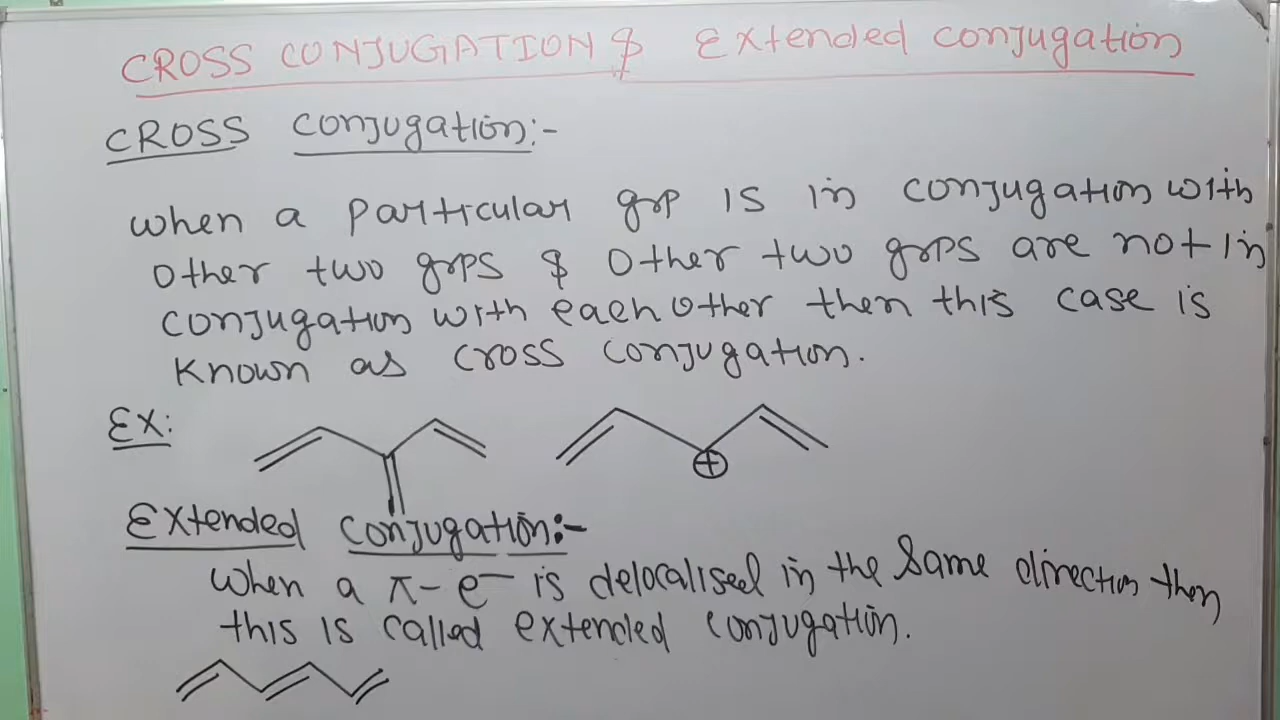 CROSS CONJUGATION & Extended conjugation
CROSS conjugation:-
when a particular grp is in conjugation with
other two grps & other two grps are not in
conjugation with each other then this case is
known as cross conjugation.
EX:
+
Extended conjugation:-
when a π-e⁻ is delocalised in the same direction then
this is called extended conjugation.